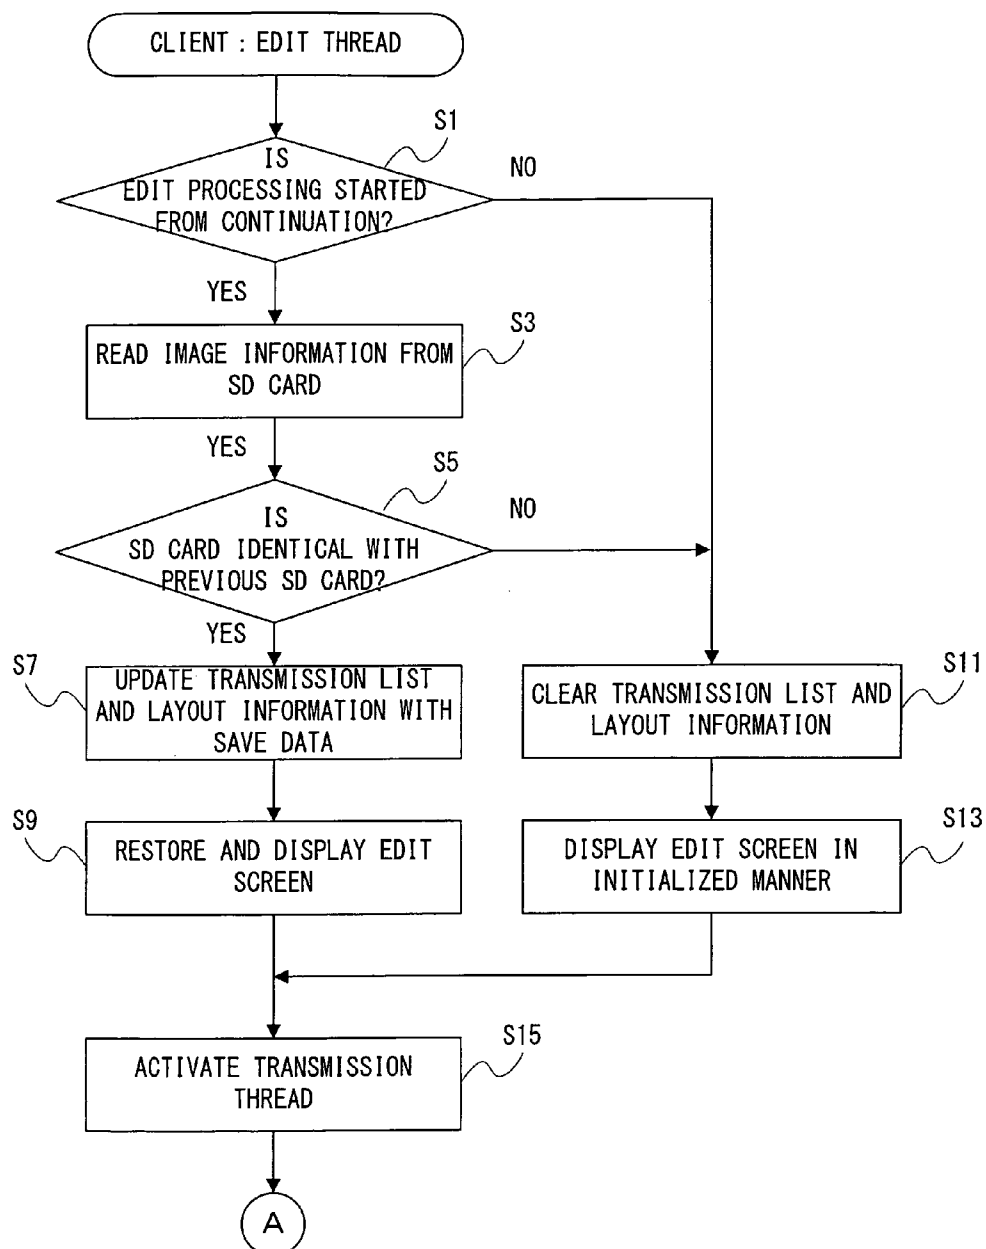 CLIENT : EDIT THREAD
S1
IS
EDIT PROCESSING STARTED
FROM CONTINUATION?
NO
YES
S3
READ IMAGE INFORMATION FROM
SD CARD
YES
S5
IS
SD CARD IDENTICAL WITH
PREVIOUS SD CARD?
NO
YES
S7
UPDATE TRANSMISSION LIST
AND LAYOUT INFORMATION WITH
SAVE DATA
S11
CLEAR TRANSMISSION LIST AND
LAYOUT INFORMATION
S9
RESTORE AND DISPLAY EDIT
SCREEN
S13
DISPLAY EDIT SCREEN IN
INITIALIZED MANNER
S15
ACTIVATE TRANSMISSION
THREAD
A